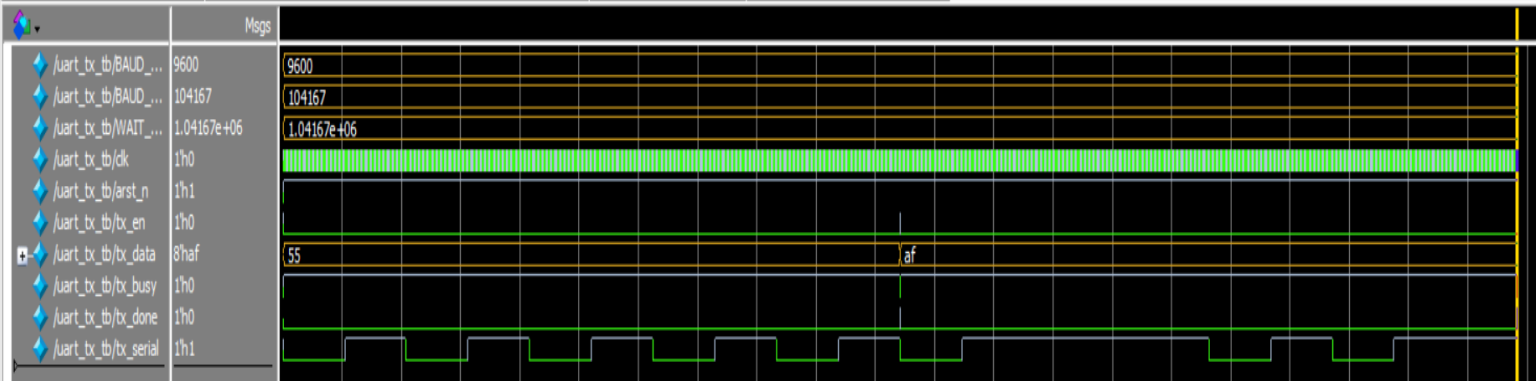 Msgs
/uart_tx_tb/BAUD_... 9600 9600
/uart_tx_tb/BAUD_... 104167 104167
/uart_tx_tb/WAIT_... 1.04167e+06 1.04167e+06
/uart_tx_tb/clk 1'h0
/uart_tx_tb/arst_n 1'h1
/uart_tx_tb/tx_en 1'h0
/uart_tx_tb/tx_data 8'haf 55 af
/uart_tx_tb/tx_busy 1'h0
/uart_tx_tb/tx_done 1'h0
/uart_tx_tb/tx_serial 1'h1